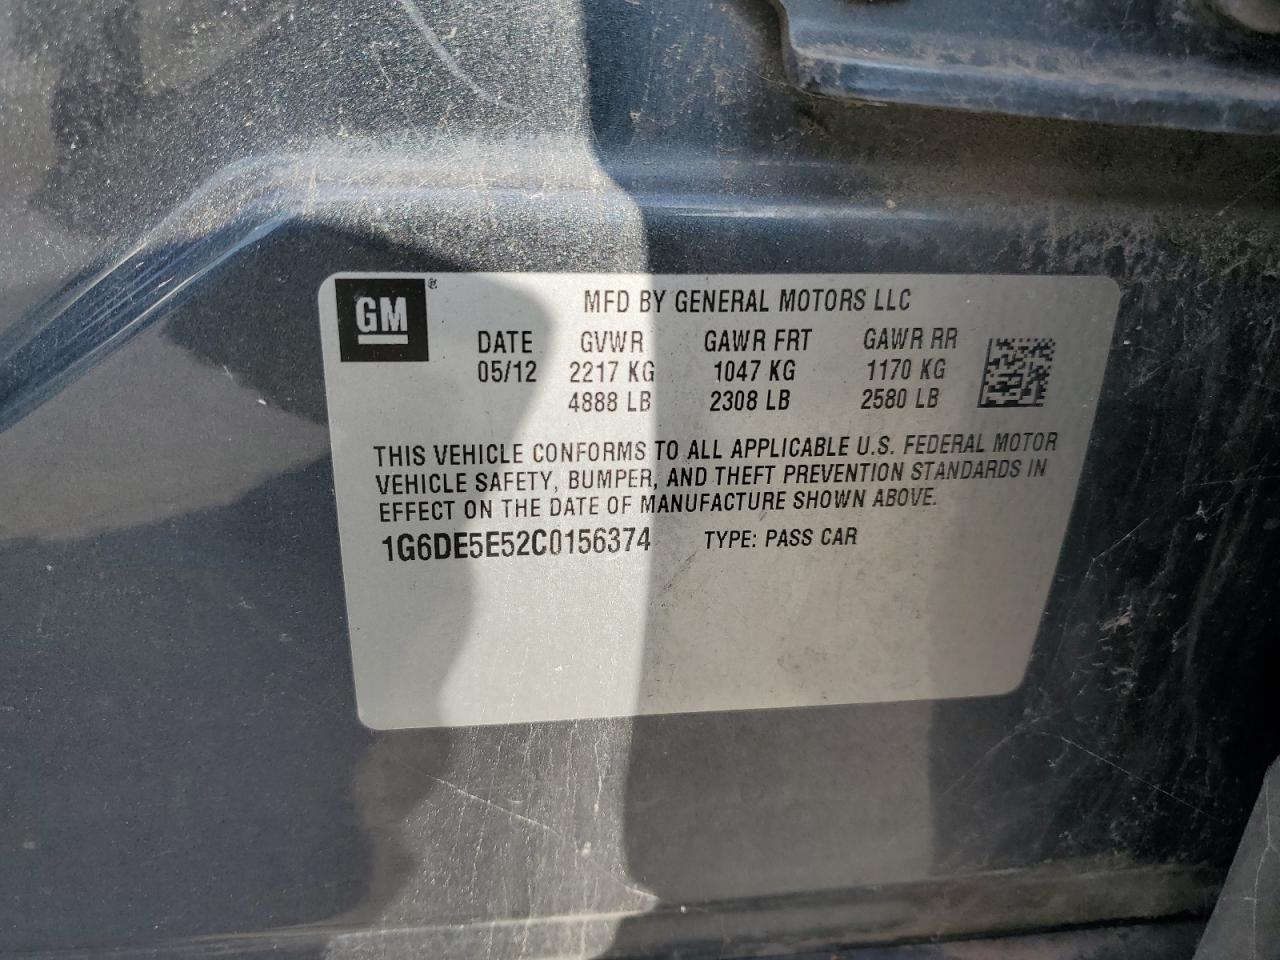 GM®
MFD BY GENERAL MOTORS LLC
DATE GVWR GAWR FRT GAWR RR
05/12 2217 KG 1047 KG 1170 KG
4888 LB 2308 LB 2580 LB
THIS VEHICLE CONFORMS TO ALL APPLICABLE U.S. FEDERAL MOTOR
VEHICLE SAFETY, BUMPER, AND THEFT PREVENTION STANDARDS IN
EFFECT ON THE DATE OF MANUFACTURE SHOWN ABOVE.
1G6DE5E52C0156374 TYPE: PASS CAR